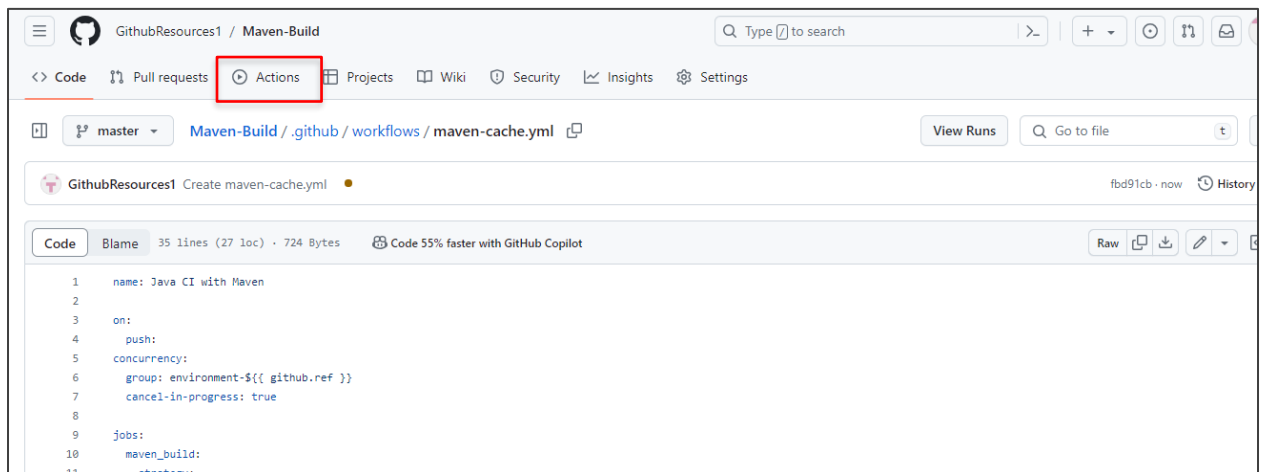 GithubResources1 / Maven-Build
Type / to search
Code Pull requests Actions Projects Wiki Security Insights Settings
master Maven-Build / .github / workflows / maven-cache.yml View Runs Go to file t
GithubResources1 Create maven-cache.yml fbd91cb · now History
Code Blame 35 lines (27 loc) · 724 Bytes Code 55% faster with GitHub Copilot Raw
1 name: Java CI with Maven
2
3 on:
4 push:
5 concurrency:
6 group: environment-${{ github.ref }}
7 cancel-in-progress: true
8
9 jobs:
10 maven_build:
11 strategy: